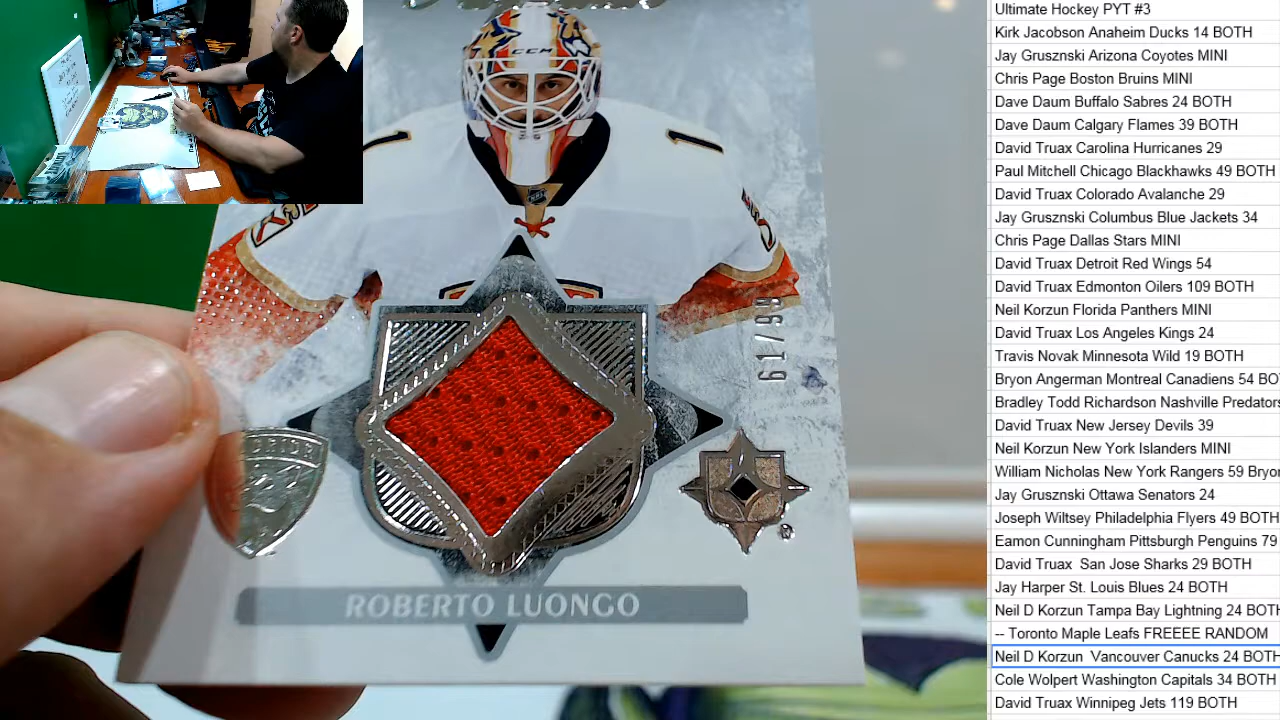 CCM
1
1
61/99
ROBERTO LUONGO
Ultimate Hockey PYT #3
Kirk Jacobson Anaheim Ducks 14 BOTH
Jay Grusznski Arizona Coyotes MINI
Chris Page Boston Bruins MINI
Dave Daum Buffalo Sabres 24 BOTH
Dave Daum Calgary Flames 39 BOTH
David Truax Carolina Hurricanes 29
Paul Mitchell Chicago Blackhawks 49 BOTH
David Truax Colorado Avalanche 29
Jay Grusznski Columbus Blue Jackets 34
Chris Page Dallas Stars MINI
David Truax Detroit Red Wings 54
David Truax Edmonton Oilers 109 BOTH
Neil Korzun Florida Panthers MINI
David Truax Los Angeles Kings 24
Travis Novak Minnesota Wild 19 BOTH
Bryon Angerman Montreal Canadiens 54 BO
Bradley Todd Richardson Nashville Predators
David Truax New Jersey Devils 39
Neil Korzun New York Islanders MINI
William Nicholas New York Rangers 59 Bryo
Jay Grusznski Ottawa Senators 24
Joseph Wiltsey Philadelphia Flyers 49 BOTH
Eamon Cunningham Pittsburgh Penguins 79
David Truax  San Jose Sharks 29 BOTH
Jay Harper St. Louis Blues 24 BOTH
Neil D Korzun Tampa Bay Lightning 24 BOTH
-- Toronto Maple Leafs FREEEE RANDOM
Neil D Korzun  Vancouver Canucks 24 BOTH
Cole Wolpert Washington Capitals 34 BOTH
David Truax Winnipeg Jets 119 BOTH